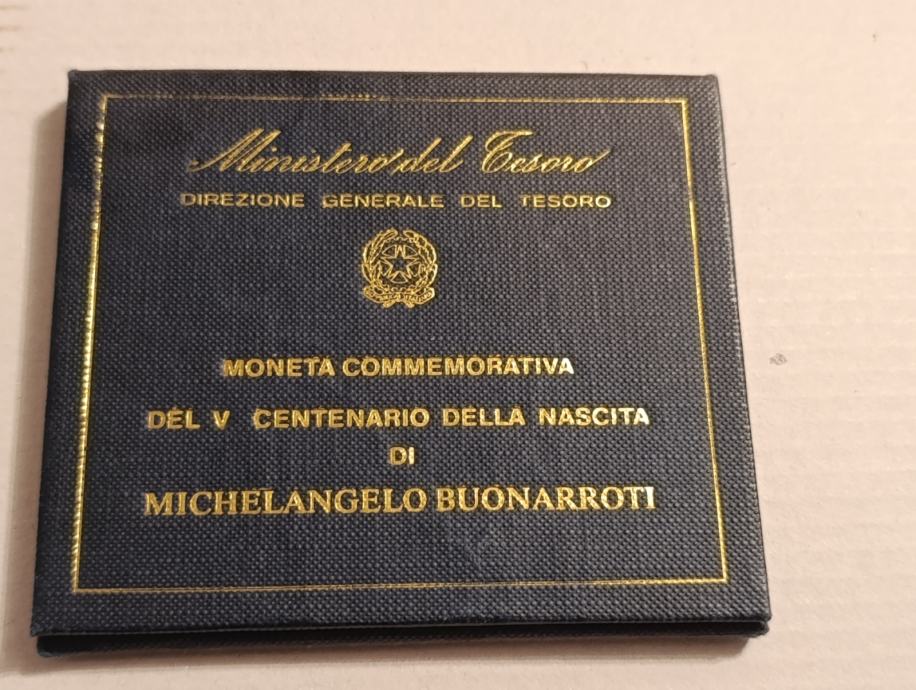 Ministero del Tesoro
DIREZIONE GENERALE DEL TESORO
MONETA COMMEMORATIVA
DEL V CENTENARIO DELLA NASCITA
DI
MICHELANGELO BUONARROTI